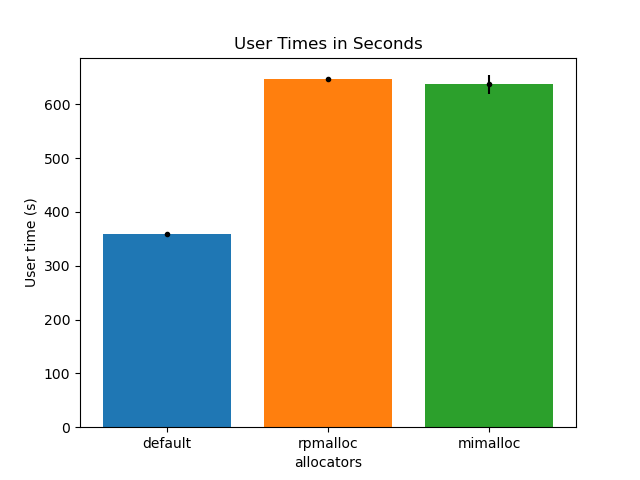 User Times in Seconds
User time (s)
600
500
400
300
200
100
0
default
rpmalloc
mimalloc
allocators